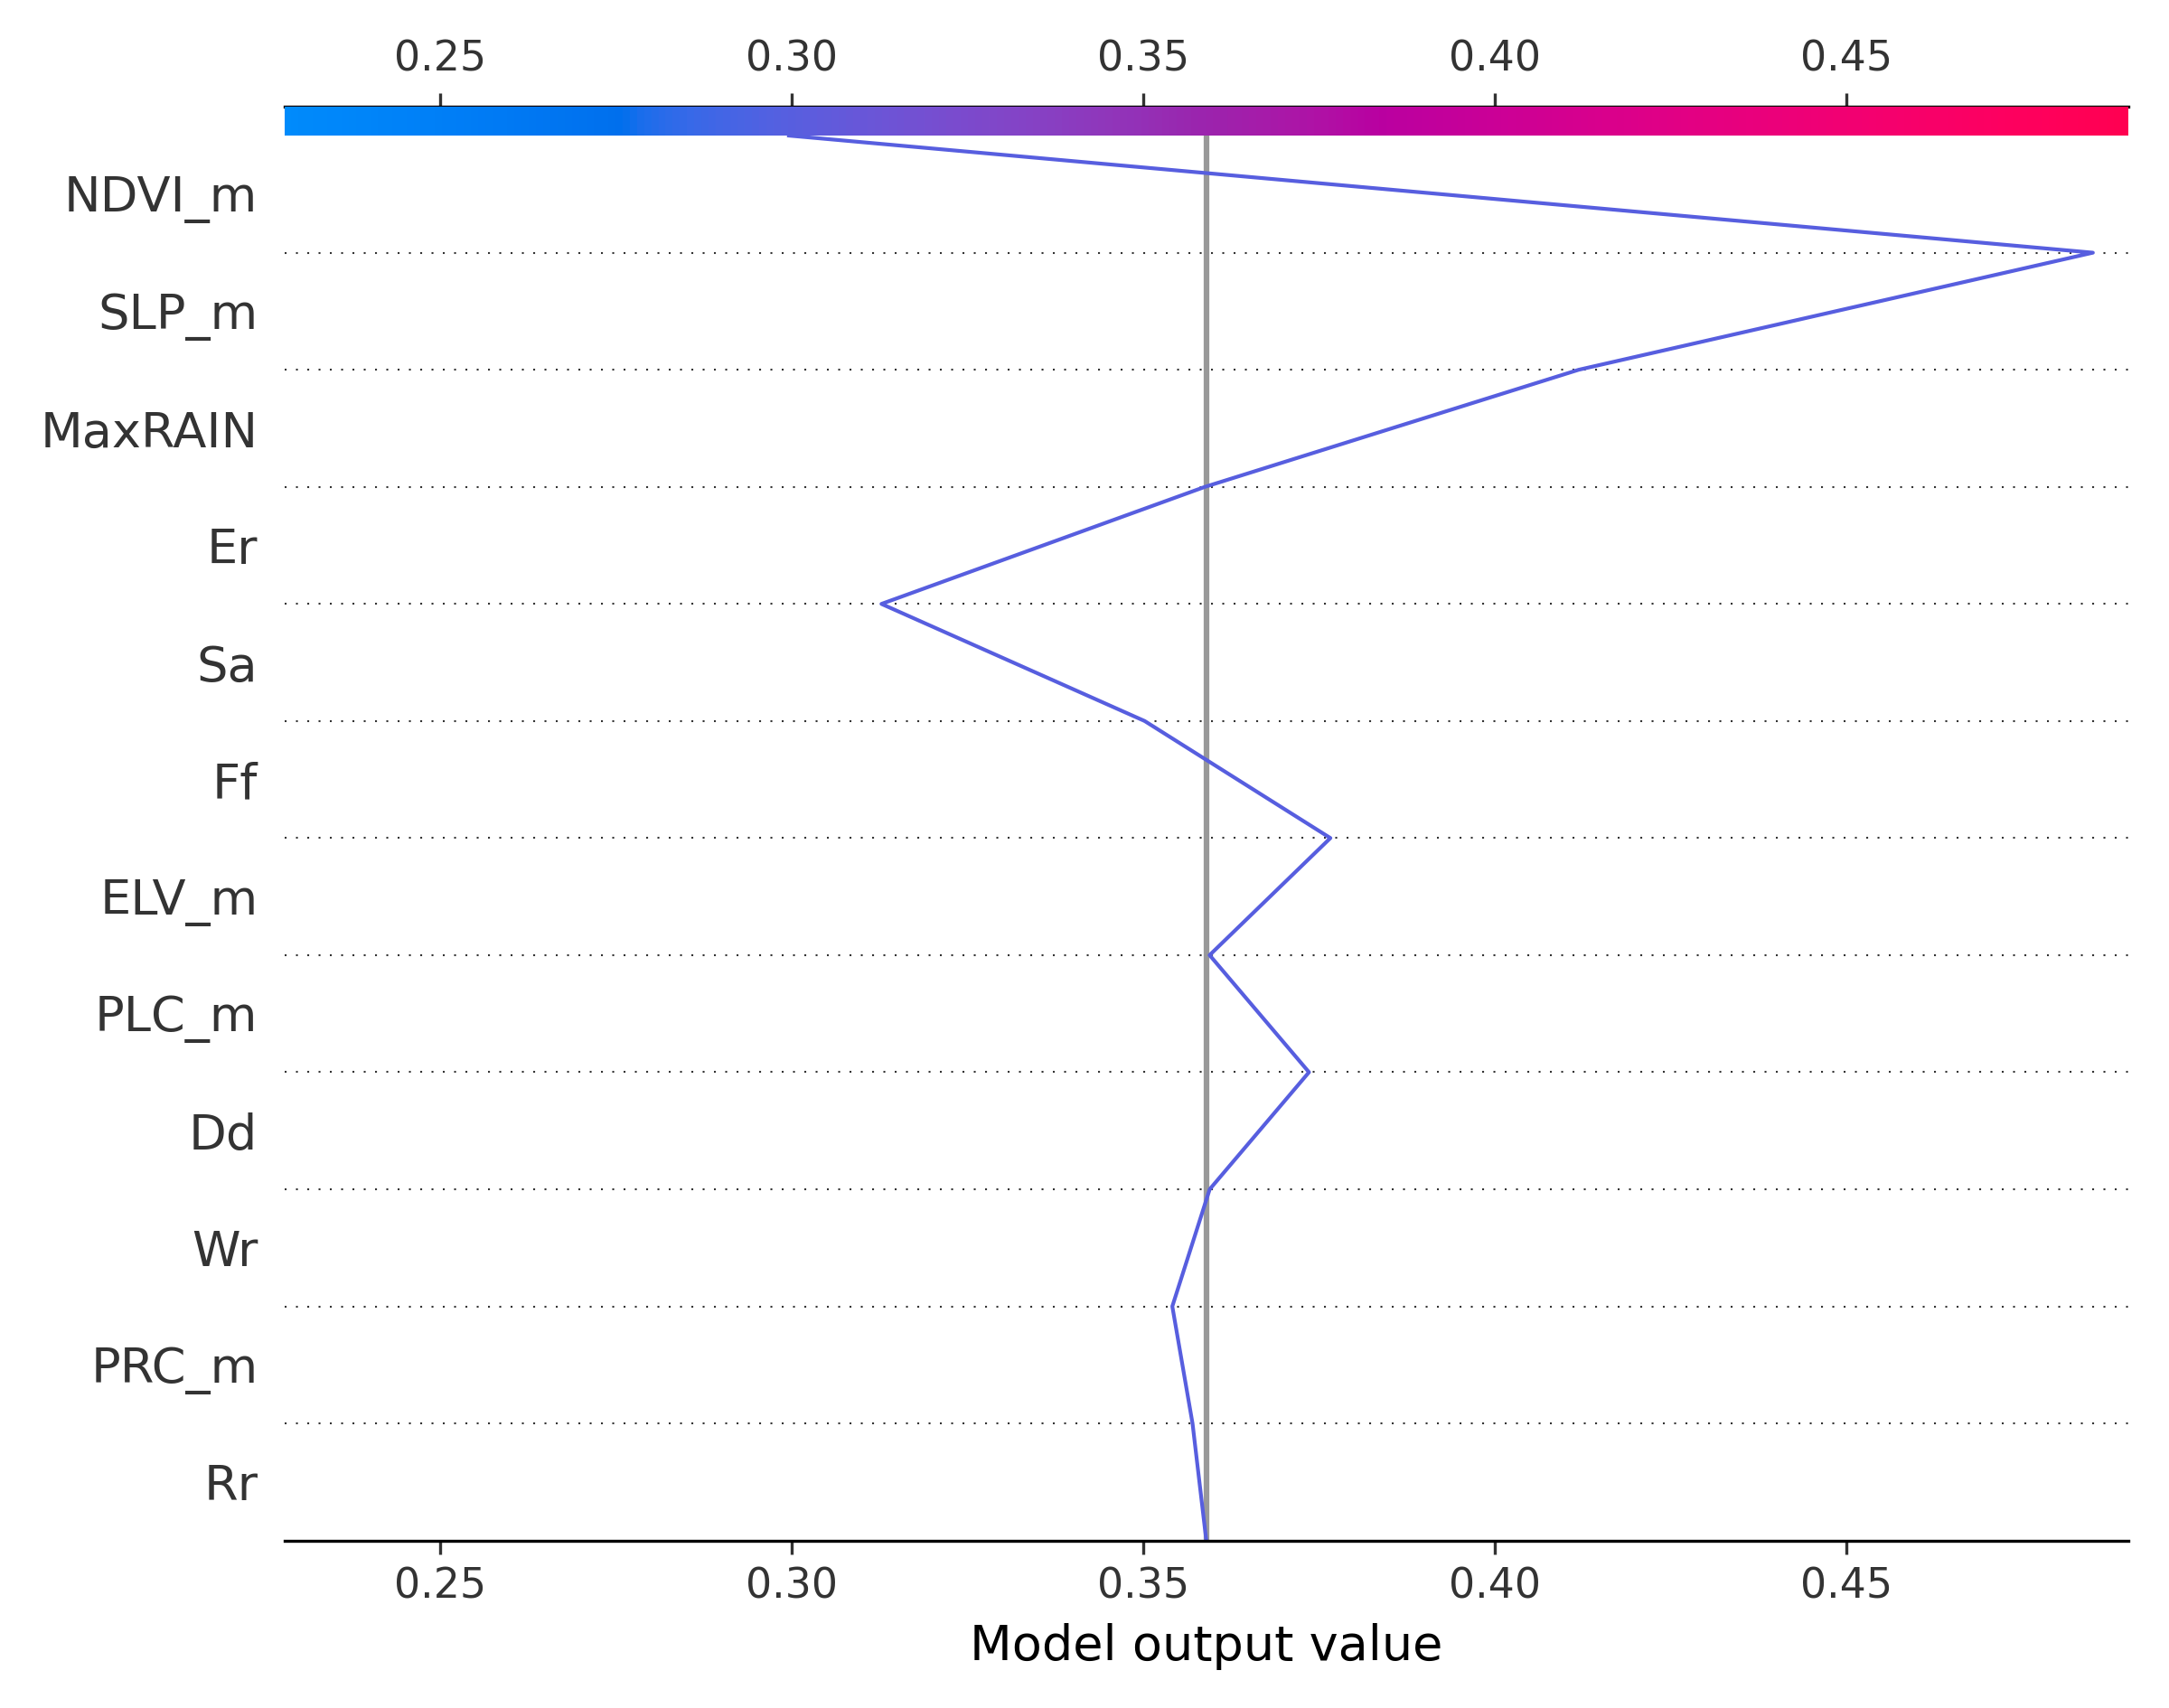 0.25 0.30 0.35 0.40 0.45
NDVI_m
SLP_m
MaxRAIN
Er
Sa
Ff
ELV_m
PLC_m
Dd
Wr
PRC_m
Rr
0.25 0.30 0.35 0.40 0.45
Model output value